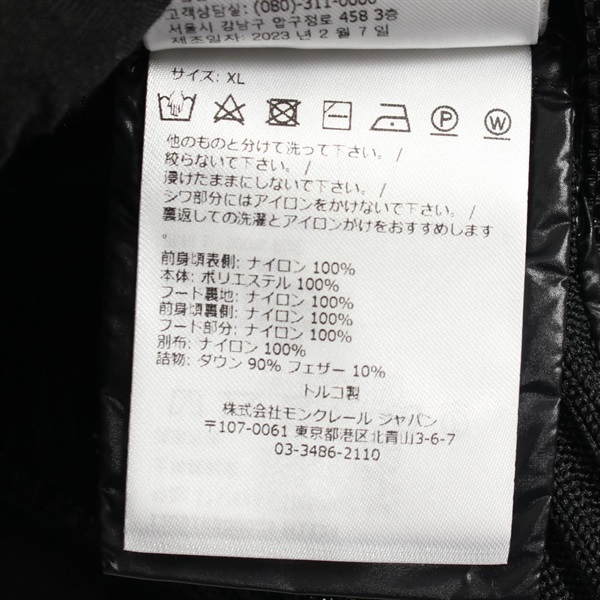 고객상담실: (080)-311-0000
서울시 강남구 압구정로 458 3층
제조일자: 2023 년 2 월 7 일
サイズ: XL
P
W
他のものと分けて洗って下さい。/
絞らないで下さい。/
浸けたままにしないで下さい。/
シワ部分にはアイロンをかけないで下さい。/
裏返しての洗濯とアイロンがけをおすすめします
。
前身頃表側: ナイロン 100%
本体: ポリエステル 100%
フード裏地: ナイロン 100%
前身頃裏側: ナイロン 100%
フード部分: ナイロン 100%
別布: ナイロン 100%
詰物: ダウン 90% フェザー 10%
トルコ製
株式会社モンクレール ジャパン
〒107-0061 東京都港区北青山3-6-7
03-3486-2110